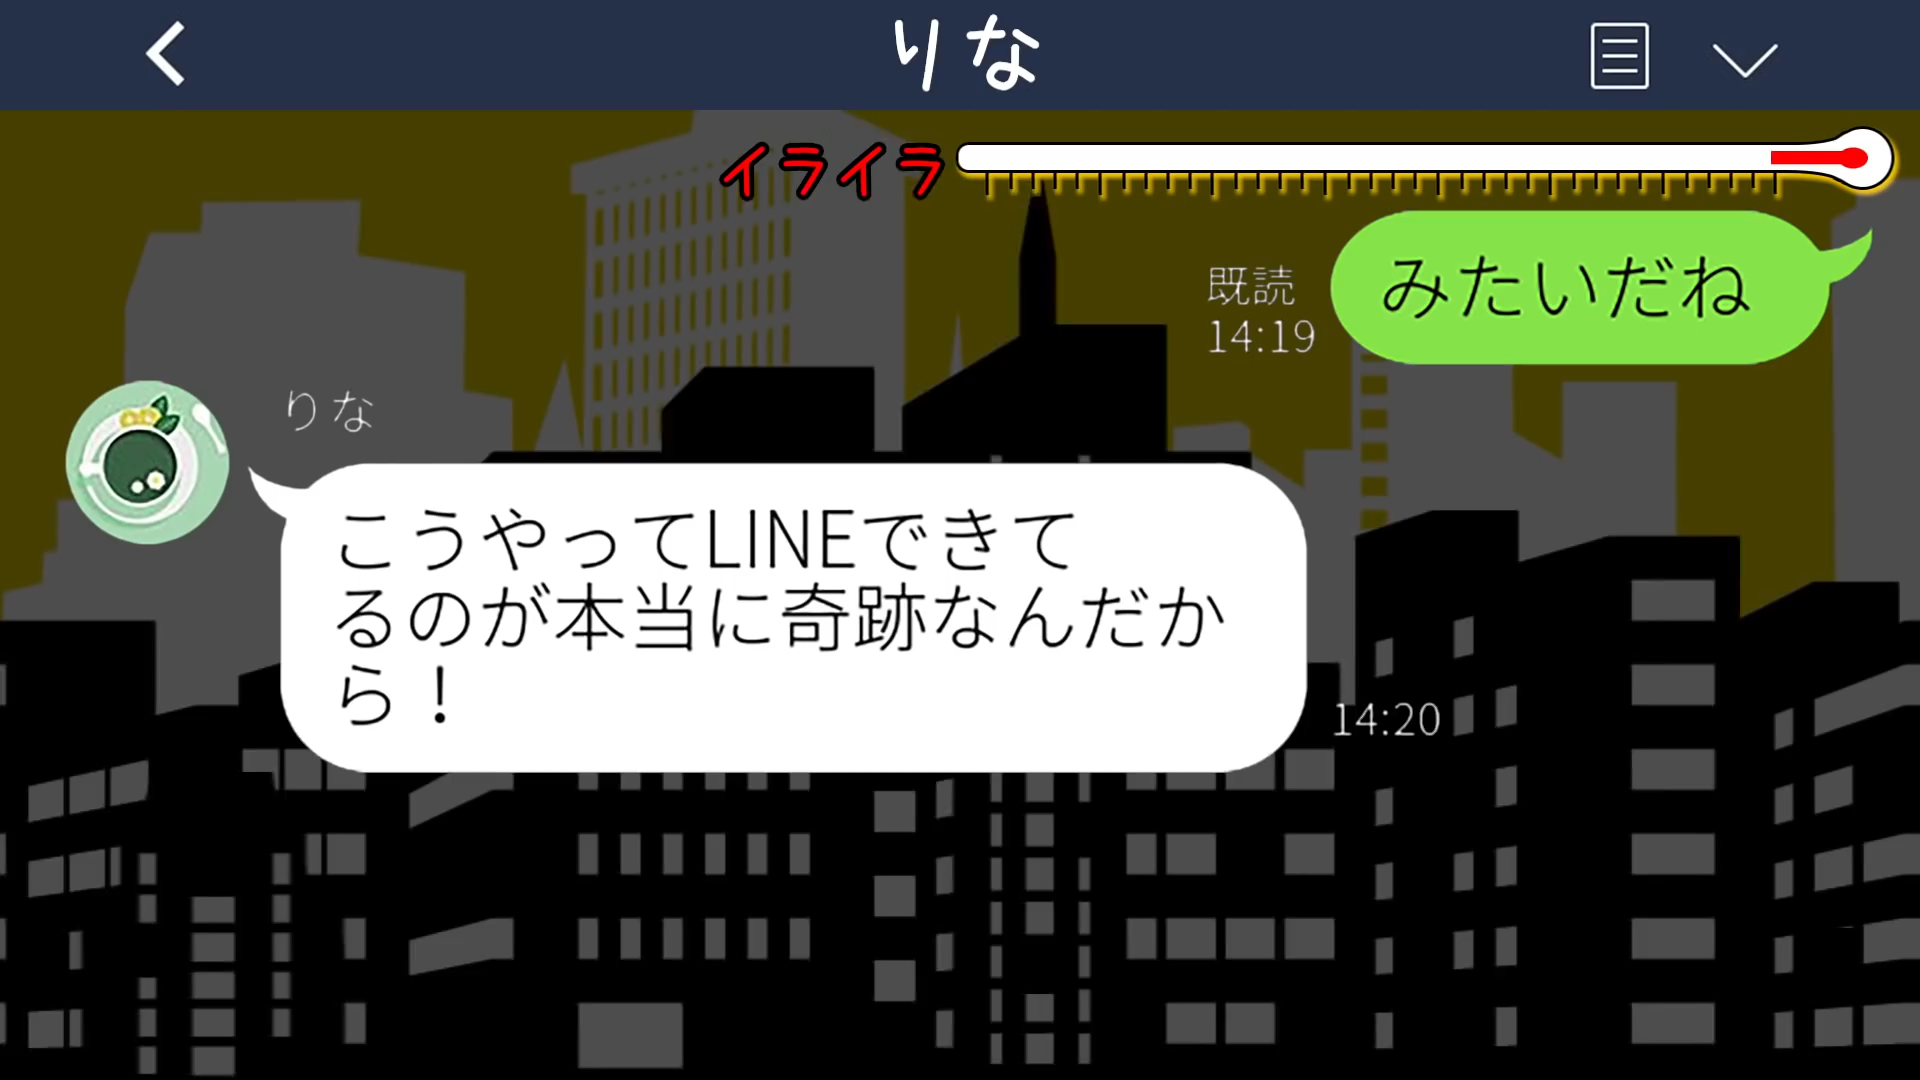 りな
イライラ
みたいだね
既読
14:19
りな
こうやってLINEできて
るのが本当に奇跡なんだか
ら！
14:20